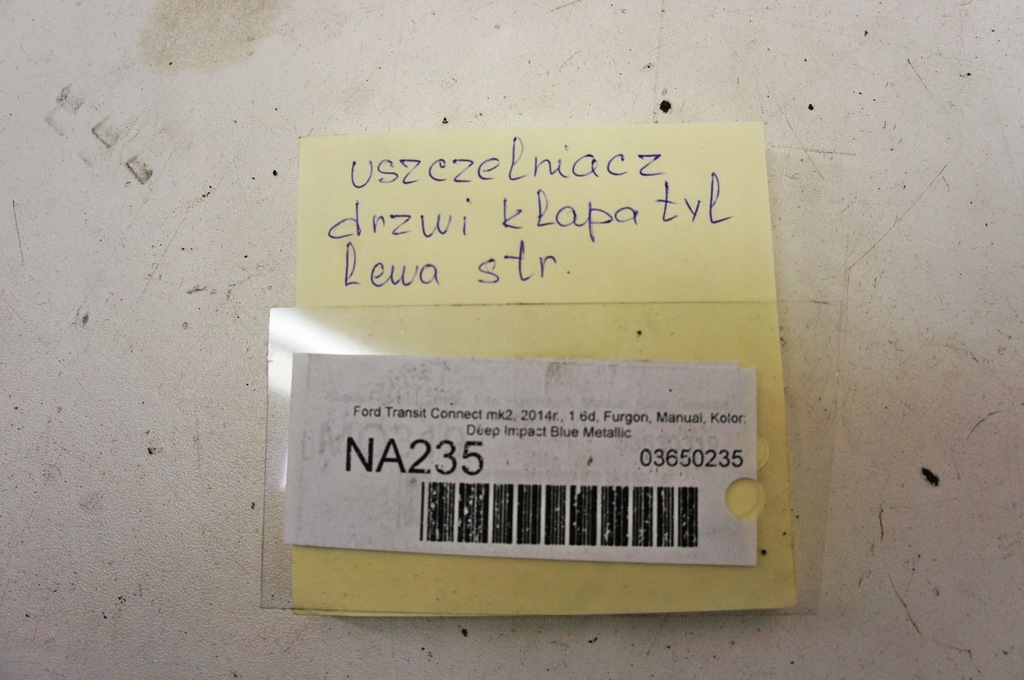 uszczelniacz
drzwi klapa tył
lewa str.
Ford Transit Connect mk2, 2014r., 1.6d, Furgon, Manual, Kolor:
Deep Impact Blue Metallic
NA235
03650235